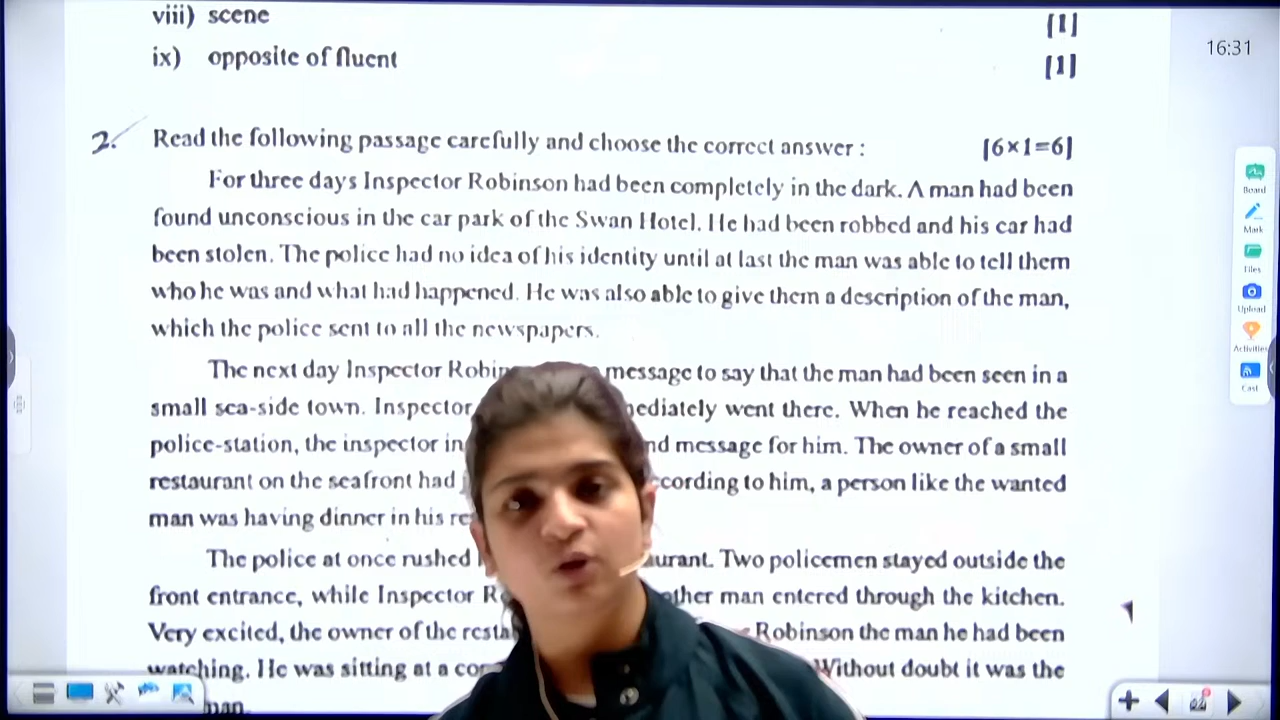 viii) scene [1]
ix) opposite of fluent [1]
16:31
2. Read the following passage carefully and choose the correct answer : [6×1=6]
For three days Inspector Robinson had been completely in the dark. A man had been
found unconscious in the car park of the Swan Hotel. He had been robbed and his car had
been stolen. The police had no idea of his identity until at last the man was able to tell them
who he was and what had happened. He was also able to give them a description of the man,
which the police sent to all the newspapers.
The next day Inspector message to say that the man had been seen in a
small sea-side town. Inspector went there. When he reached the
police-station, the inspector message for him. The owner of a small
restaurant on the seafront had to him, a person like the wanted
man was having dinner in his
The police at once rushed Two policemen stayed outside the
front entrance, while Inspector man entered through the kitchen.
Very excited, the owner of the Robinson the man he had been
watching. He was sitting at a Without doubt it was the
man.
Board
Mark
Files
Upload
Activities
Cast